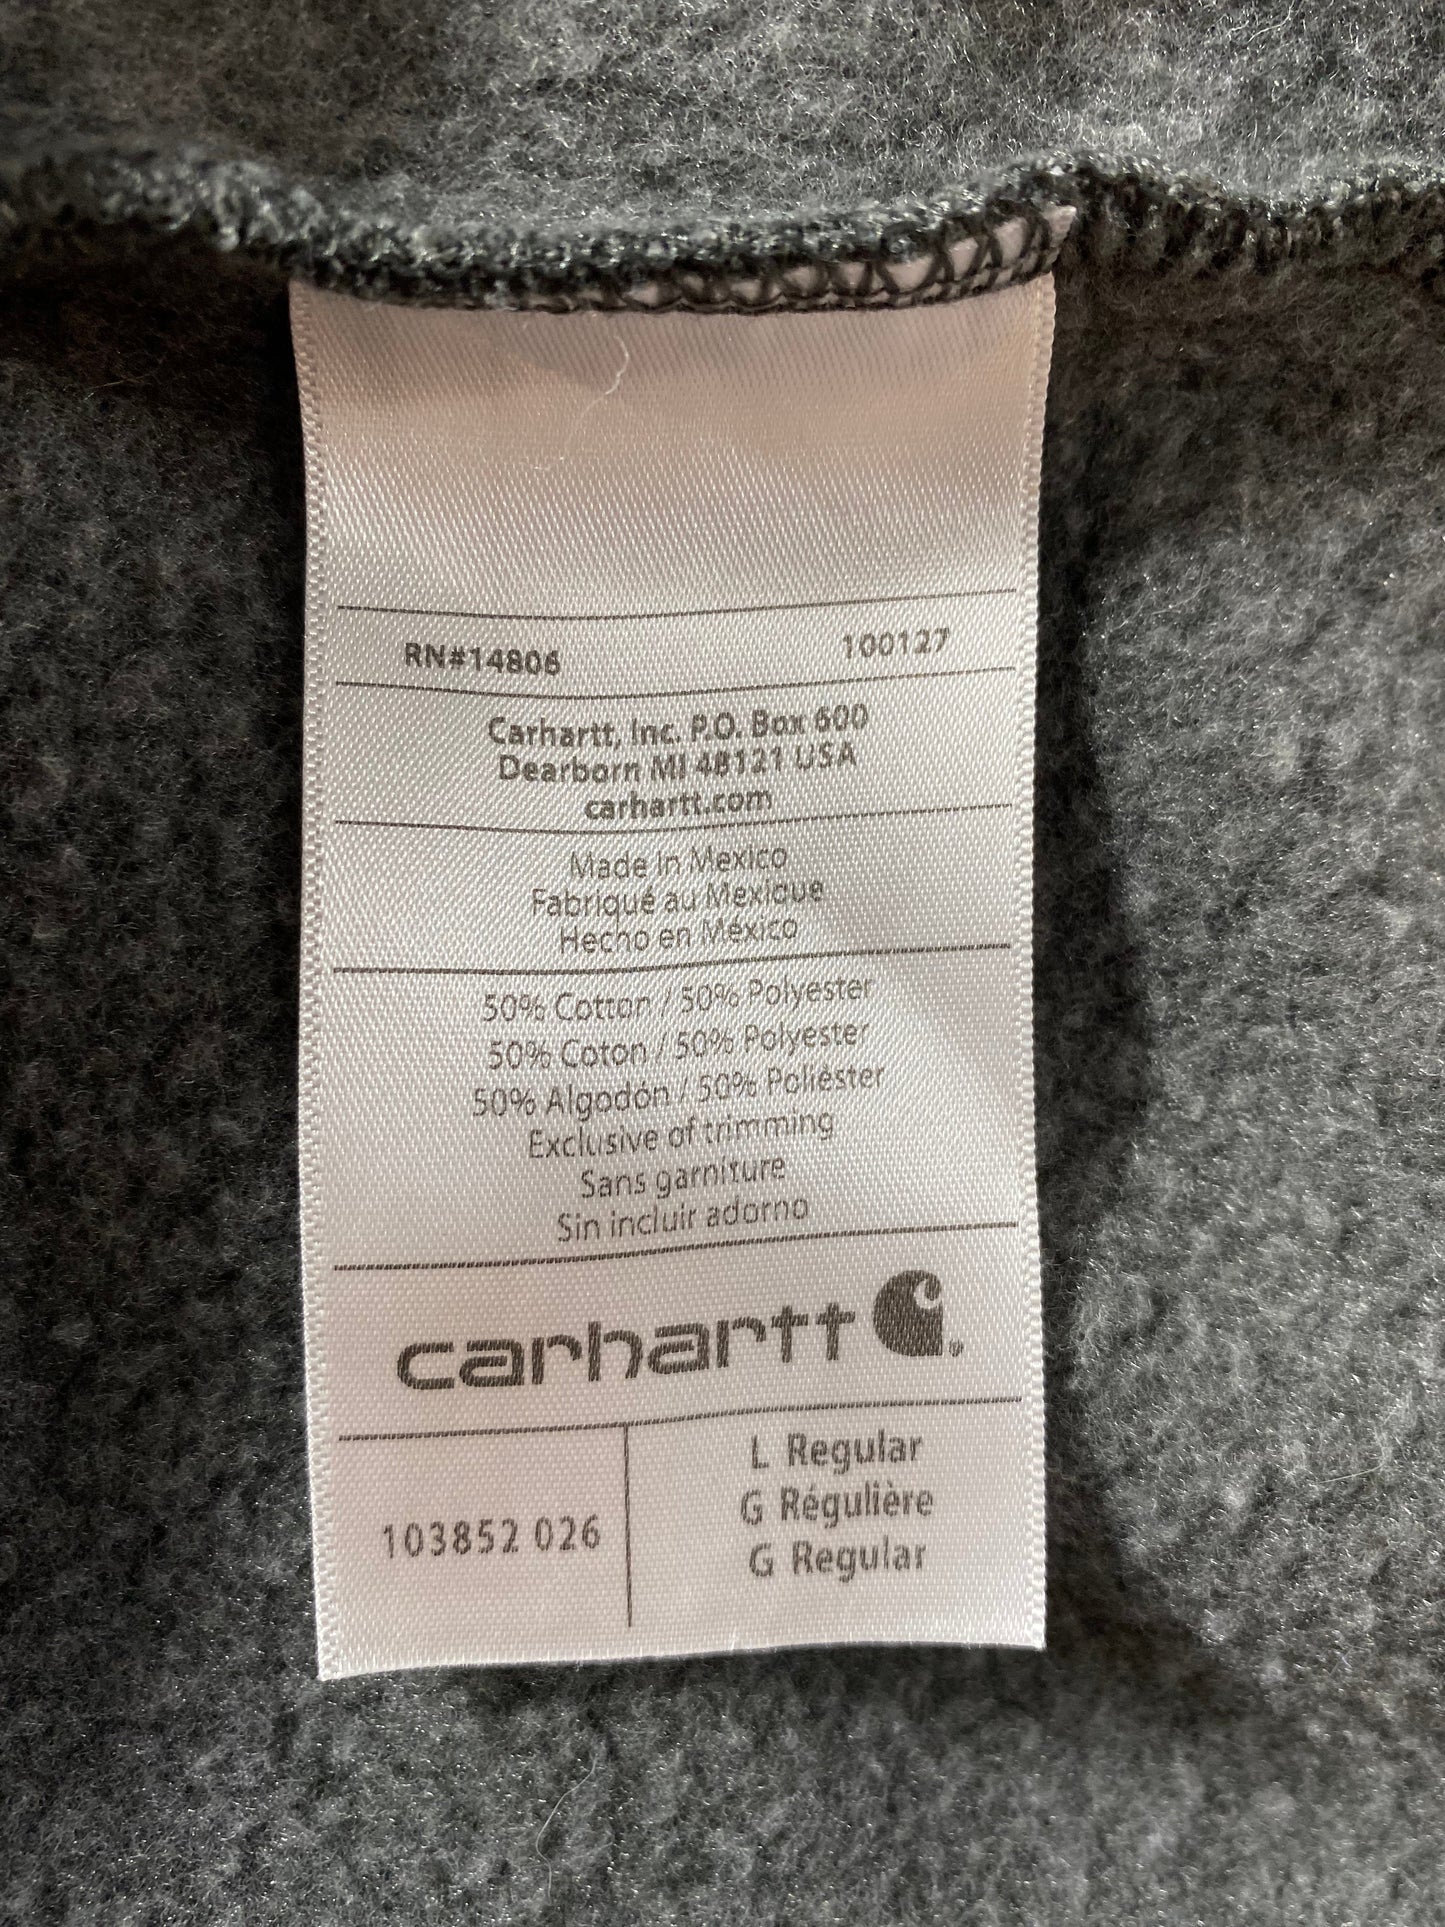 RN#14806 100127
Carhartt, Inc. P.O. Box 600
Dearborn MI 48121 USA
carhartt.com
Made in Mexico
Fabriqué au Mexique
Hecho en México
50% Cotton / 50% Polyester
50% Coton / 50% Polyester
50% Algodón / 50% Poliéster
Exclusive of trimming
Sans garniture
Sin incluir adorno
carhartt
103852 026
L Regular
G Régulière
G Regular